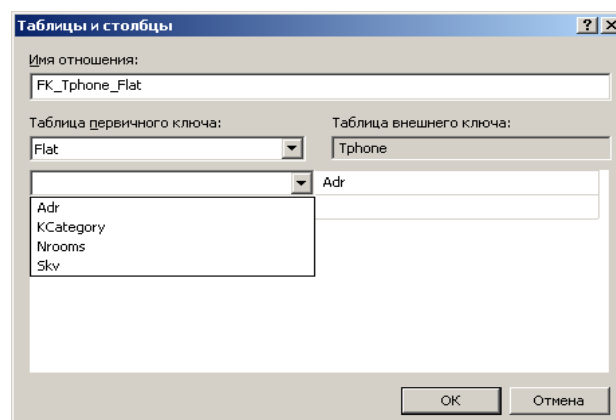 Таблицы и столбцы
Имя отношения:
FK_Tphone_Flat
Таблица первичного ключа: Таблица внешнего ключа:
Flat Tphone
Adr
Adr
KCategory
Nrooms
Skv
OK Отмена